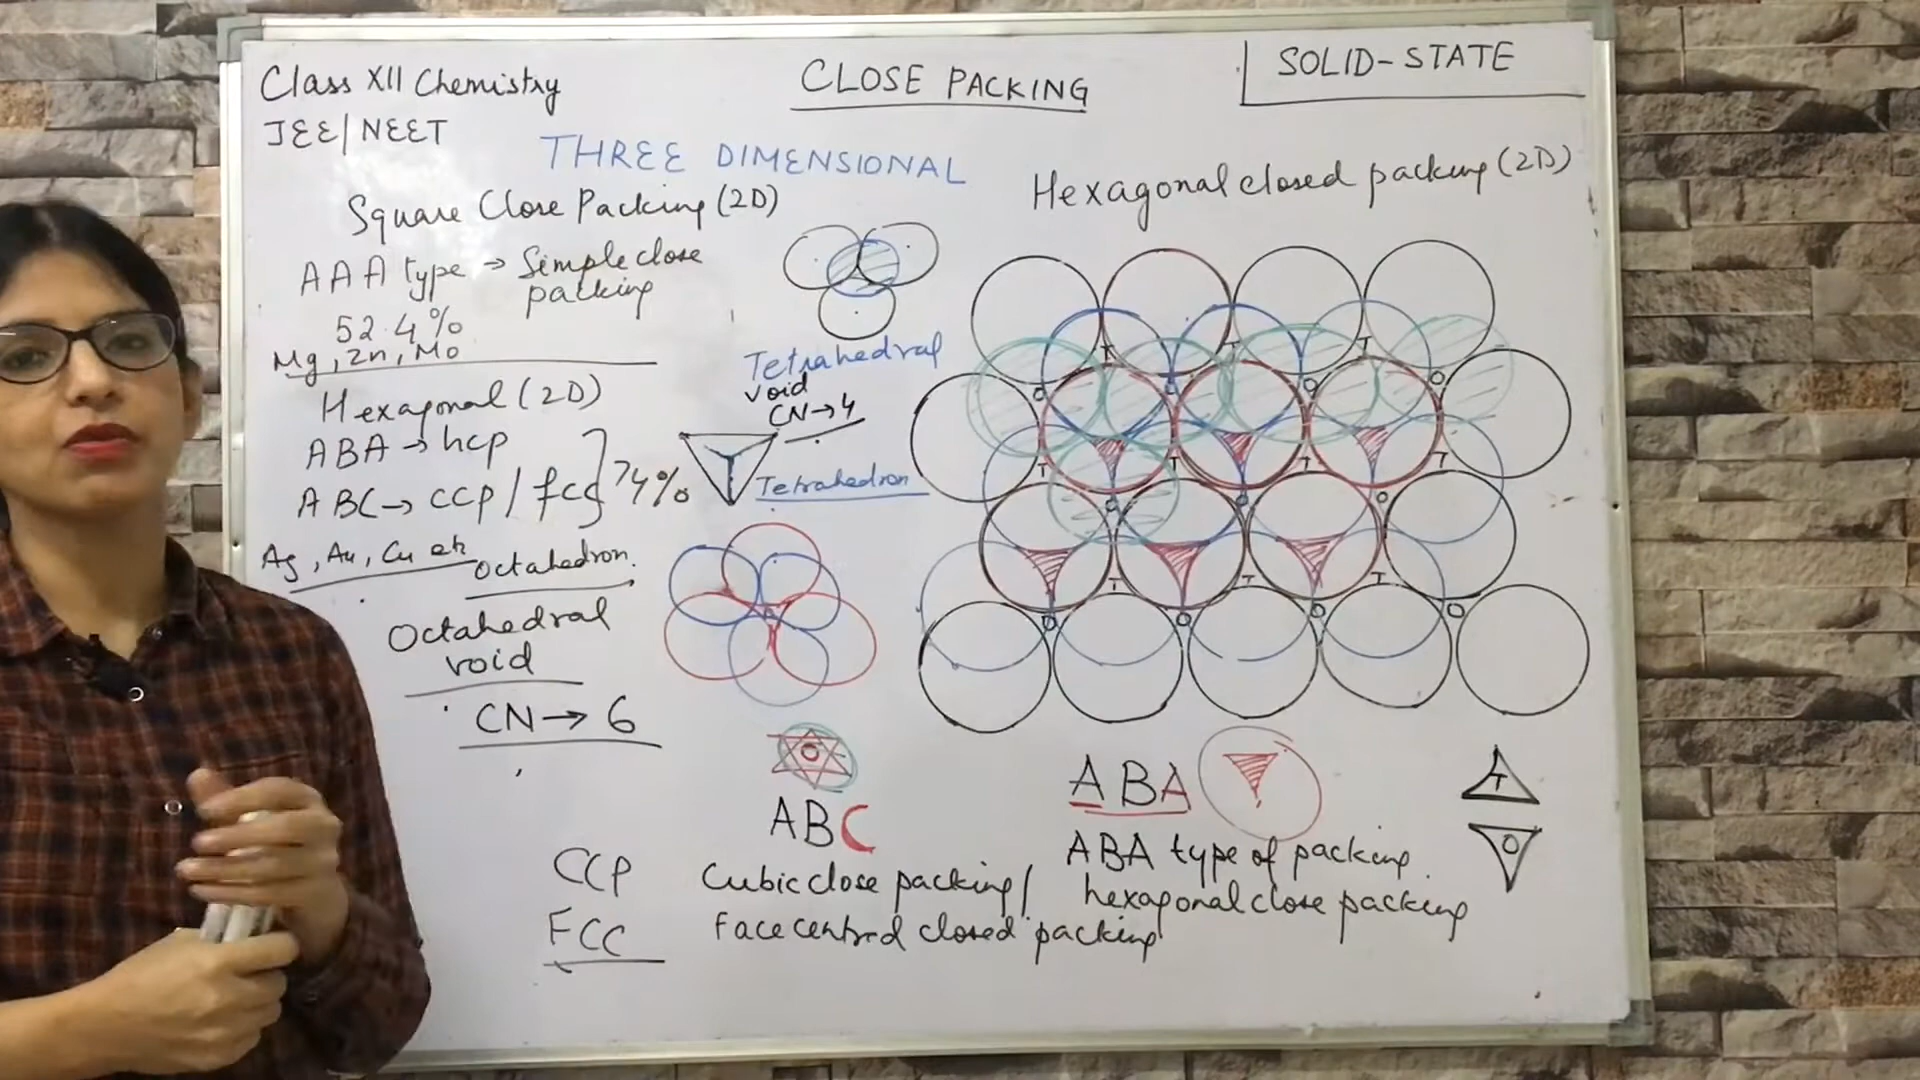 Class XII Chemistry
JEE/NEET
CLOSE PACKING
SOLID-STATE
THREE DIMENSIONAL
Square Close Packing (2D)
AAA type → Simple close
packing
52.4%
Mg, Zn, Mo
Hexagonal (2D)
ABA → hcp
ABC → CCP / fcc } 74%
Ag, Au, Cu etc
Octahedron
Octahedral
void
CN → 6
Tetrahedral
void
CN → 4
Tetrahedron
Hexagonal closed packing (2D)
T T T
O O O O
T T T T
O O O
T T T
O O O O
O
ABC
CCP Cubic close packing /
FCC Face centred closed packing
ABA
ABA type of packing
hexagonal close packing
T
O